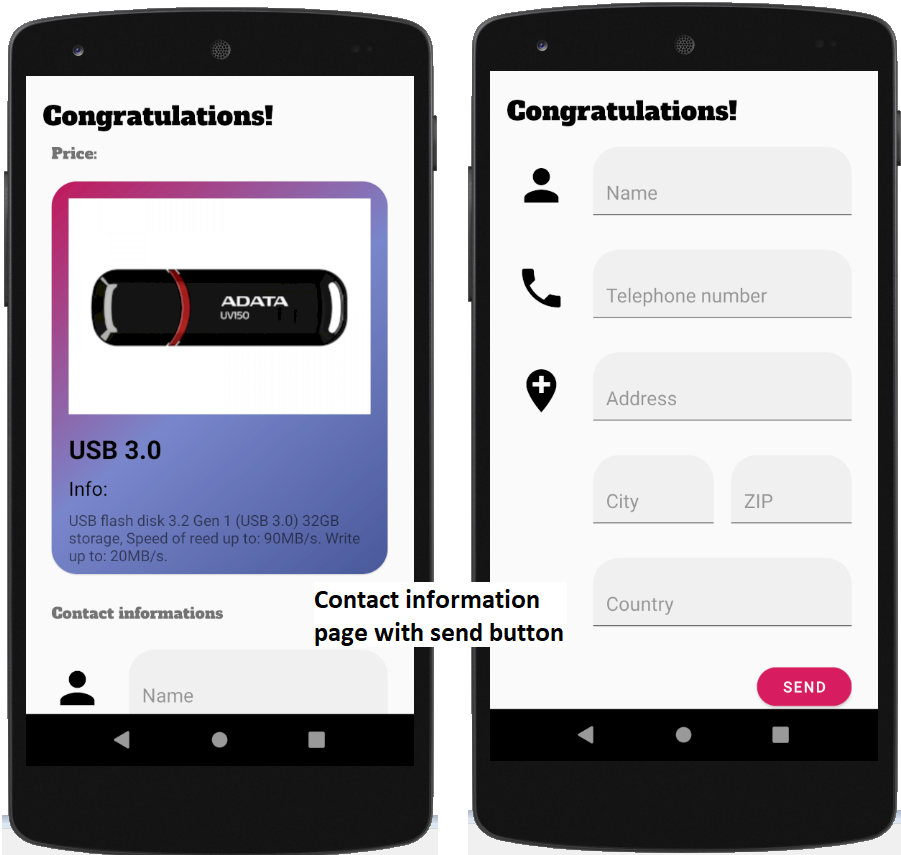 Congratulations!
Price:
ADATA
UV150
USB 3.0
Info:
USB flash disk 3.2 Gen 1 (USB 3.0) 32GB
storage, Speed of reed up to: 90MB/s. Write
up to: 20MB/s.
Contact informations
Name
Contact information
page with send button
Congratulations!
Name
Telephone number
Address
City
ZIP
Country
SEND